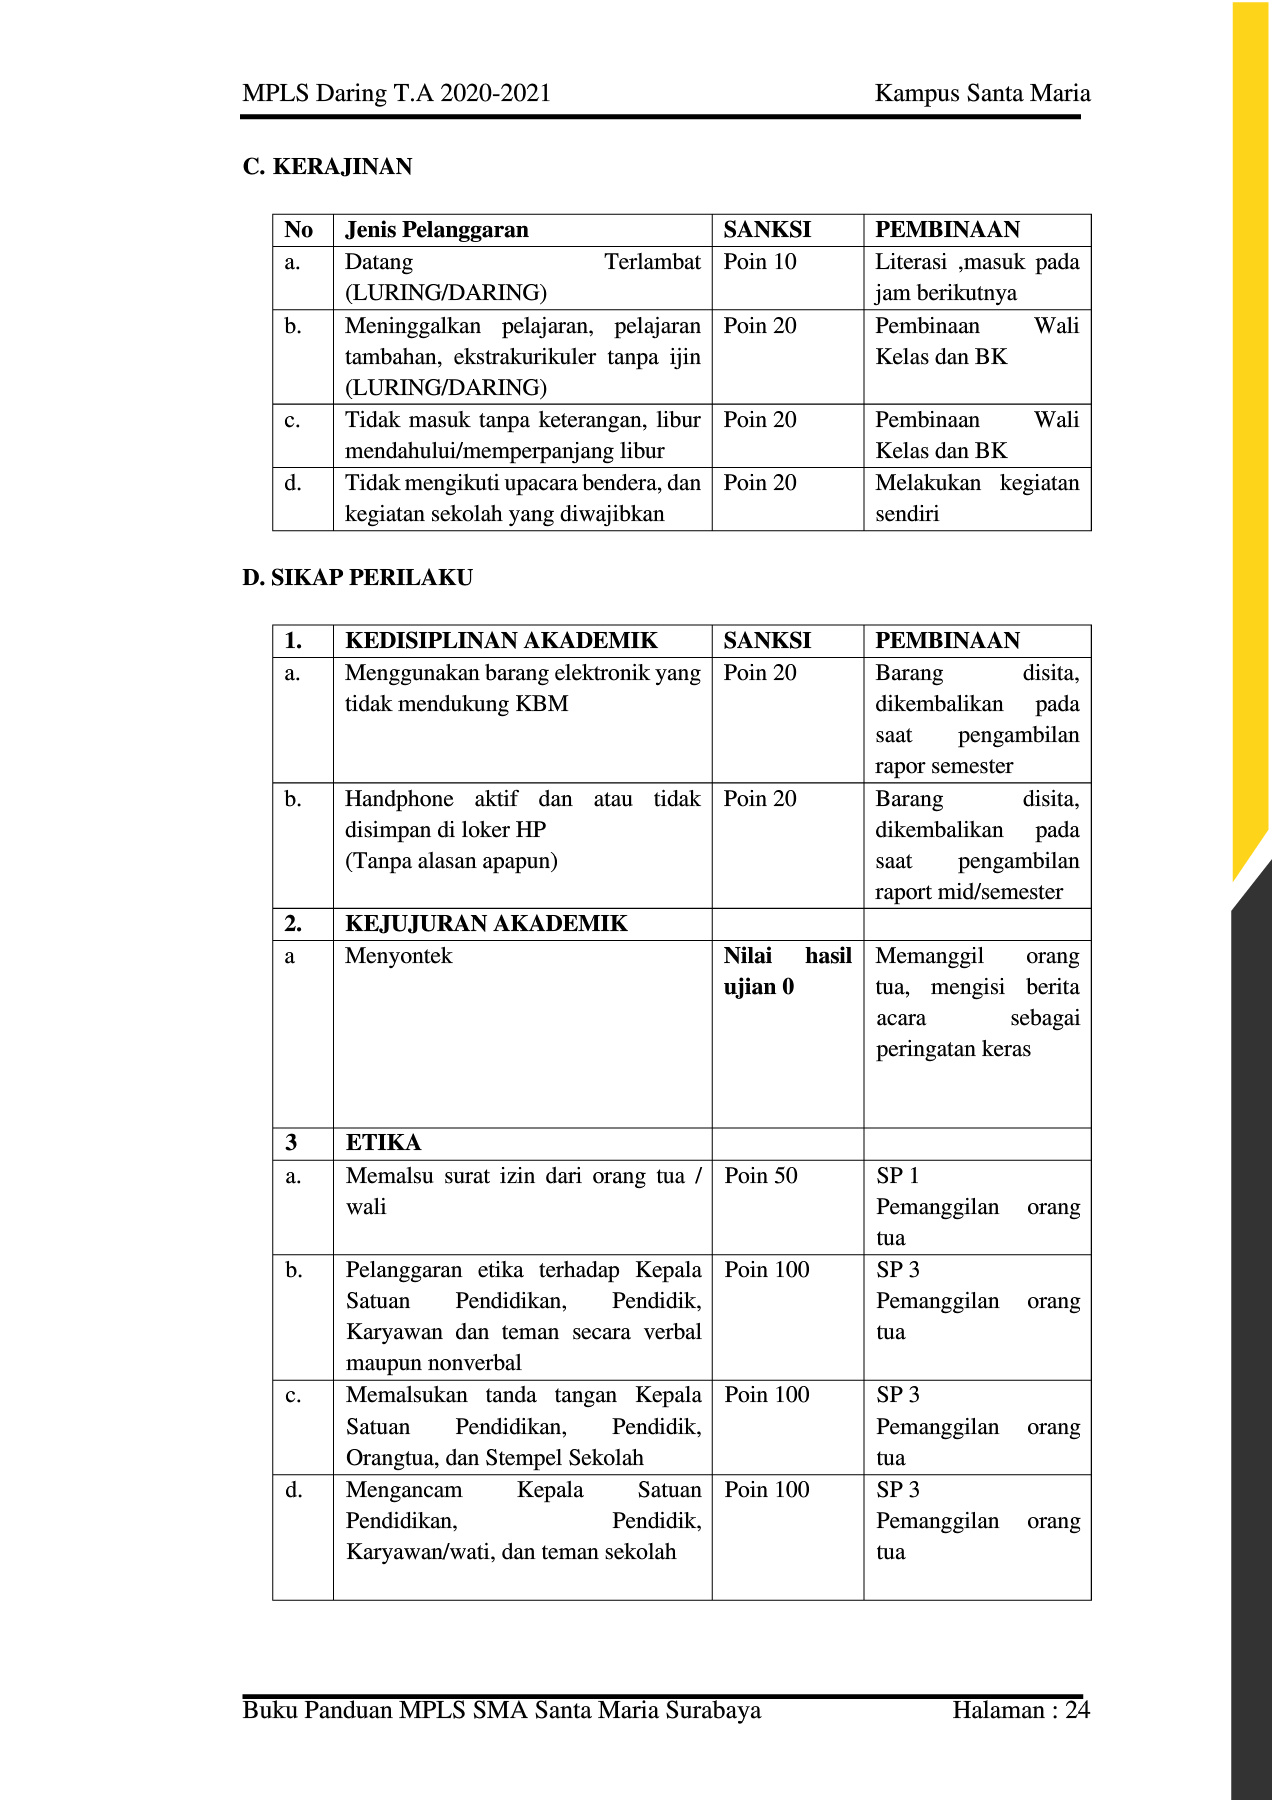 MPLS Daring T.A 2020-2021 Kampus Santa Maria
C. KERAJINAN
No Jenis Pelanggaran SANKSI PEMBINAAN
a. Datang Terlambat Poin 10 Literasi ,masuk pada
(LURING/DARING) jam berikutnya
b. Meninggalkan pelajaran, pelajaran Poin 20 Pembinaan Wali
tambahan, ekstrakurikuler tanpa ijin Kelas dan BK
(LURING/DARING)
c. Tidak masuk tanpa keterangan, libur Poin 20 Pembinaan Wali
mendahului/memperpanjang libur Kelas dan BK
d. Tidak mengikuti upacara bendera, dan Poin 20 Melakukan kegiatan
kegiatan sekolah yang diwajibkan sendiri
D. SIKAP PERILAKU
1. KEDISIPLINAN AKADEMIK SANKSI PEMBINAAN
a. Menggunakan barang elektronik yang Poin 20 Barang disita,
tidak mendukung KBM dikembalikan pada
saat pengambilan
rapor semester
b. Handphone aktif dan atau tidak Poin 20 Barang disita,
disimpan di loker HP dikembalikan pada
(Tanpa alasan apapun) saat pengambilan
raport mid/semester
2. KEJUJURAN AKADEMIK
a Menyontek Nilai hasil Memanggil orang
ujian 0 tua, mengisi berita
acara sebagai
peringatan keras
3 ETIKA
a. Memalsu surat izin dari orang tua / Poin 50 SP 1
wali Pemanggilan orang
tua
b. Pelanggaran etika terhadap Kepala Poin 100 SP 3
Satuan Pendidikan, Pendidik, Pemanggilan orang
Karyawan dan teman secara verbal tua
maupun nonverbal
c. Memalsukan tanda tangan Kepala Poin 100 SP 3
Satuan Pendidikan, Pendidik, Pemanggilan orang
Orangtua, dan Stempel Sekolah tua
d. Mengancam Kepala Satuan Poin 100 SP 3
Pendidikan, Pendidik, Pemanggilan orang
Karyawan/wati, dan teman sekolah tua
Buku Panduan MPLS SMA Santa Maria Surabaya Halaman : 24